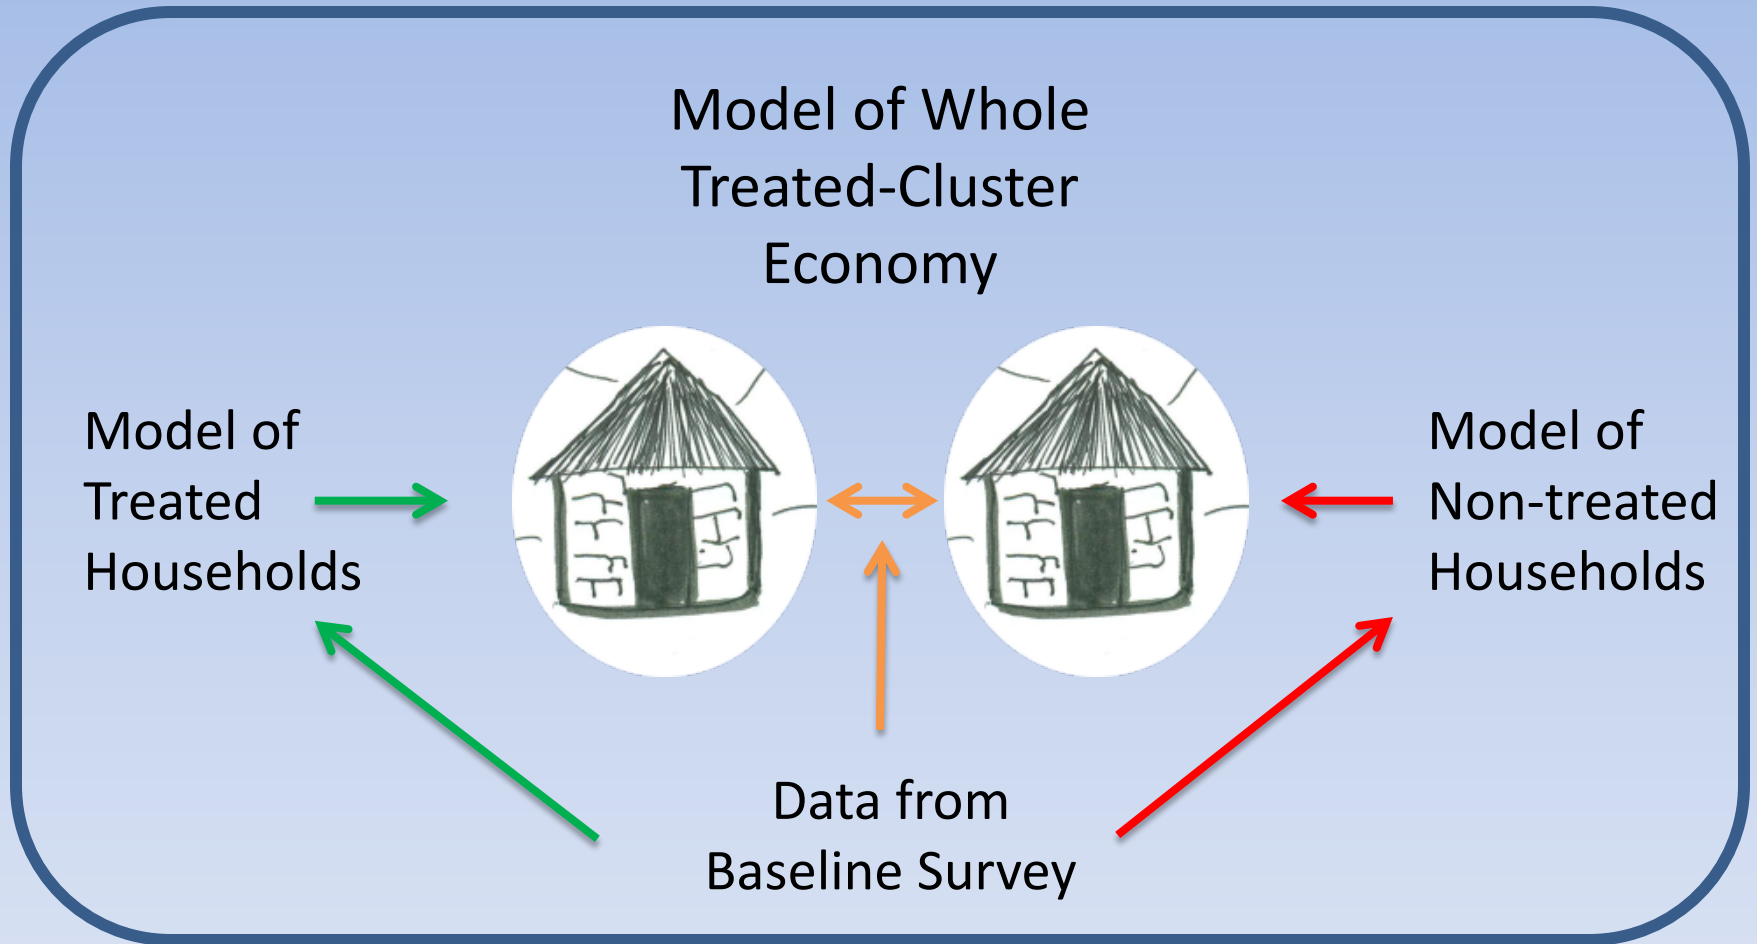 Model of Whole
Treated-Cluster
Economy
Model of
Treated
Households
Model of
Non-treated
Households
Data from
Baseline Survey